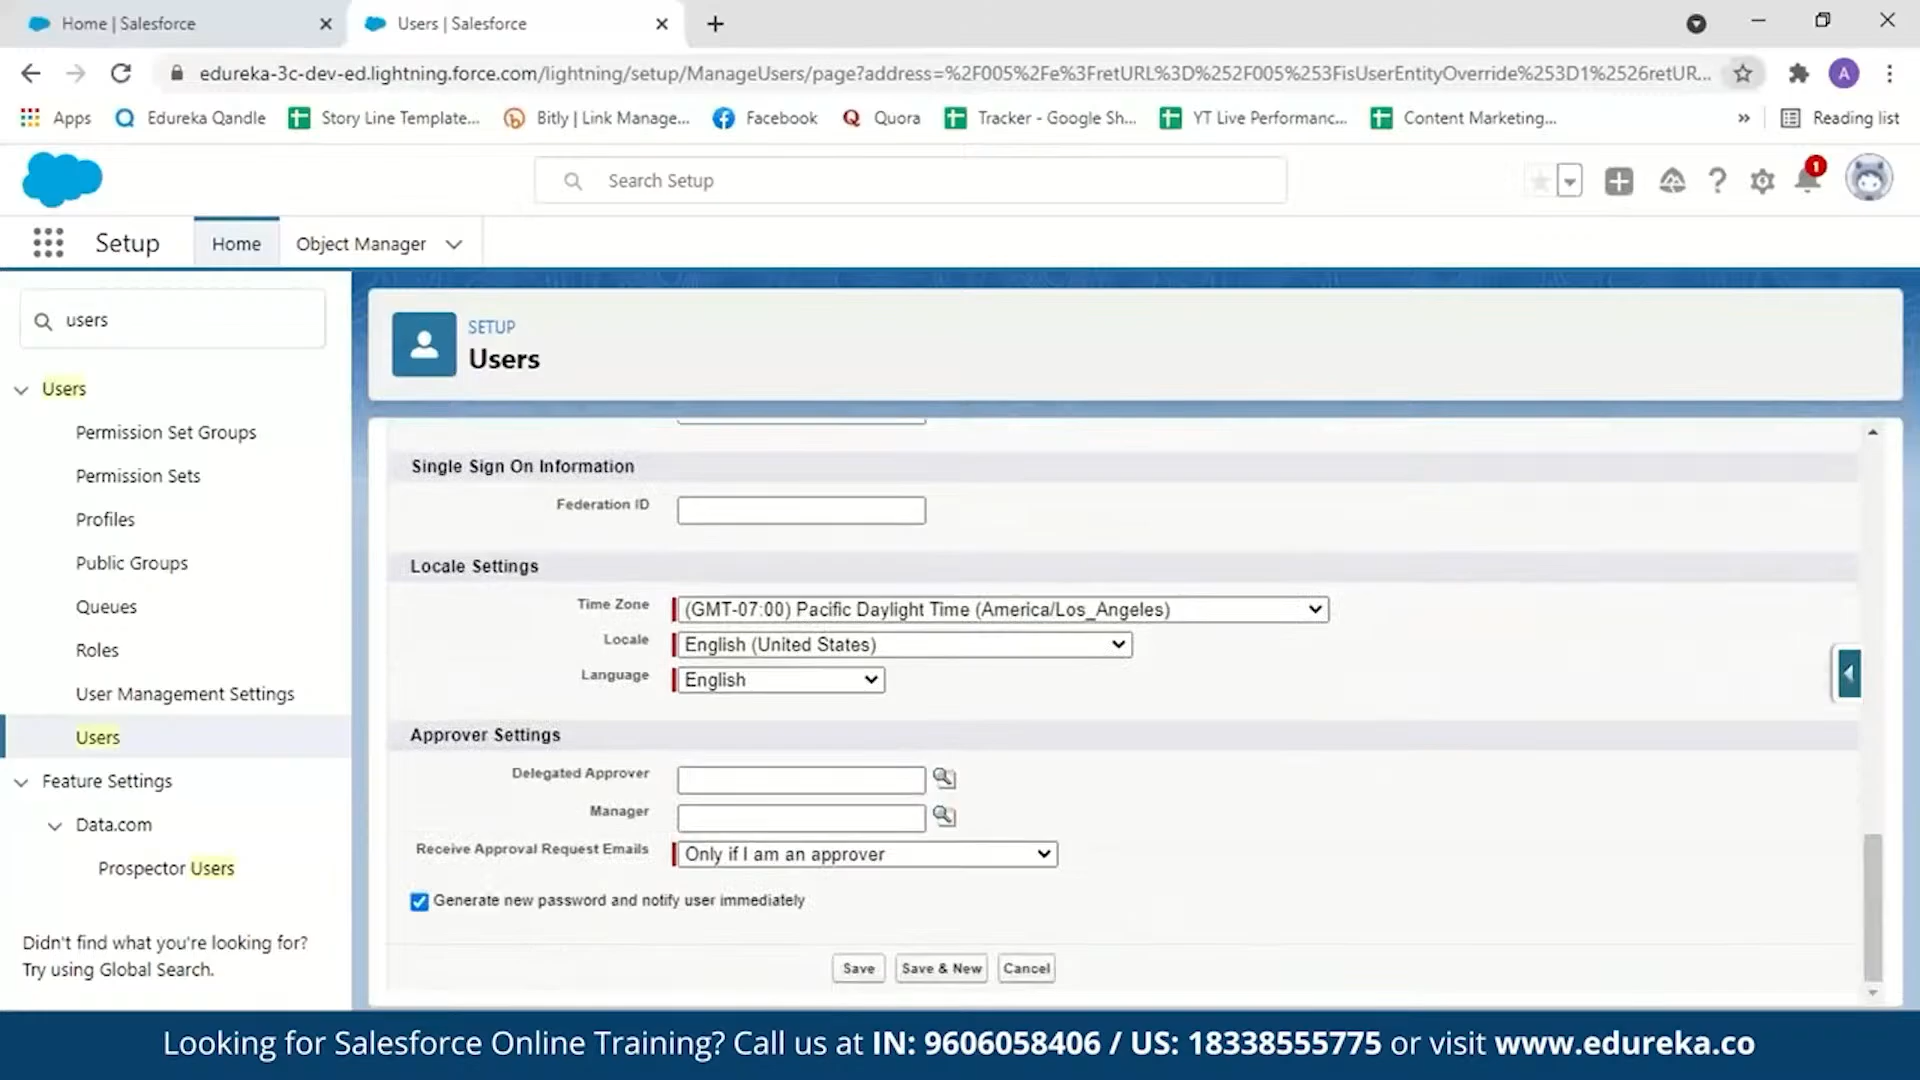 Home | Salesforce
Users | Salesforce
edureka-3c-dev-ed.lightning.force.com/lightning/setup/ManageUsers/page?address=%2F005%2Fe%3FretURL%3D%252F005%253FisUserEntityOverride%253D1%2526retUR...
A
Apps
Edureka Qandle
Story Line Template...
Bitly | Link Manage...
Facebook
Quora
Tracker - Google Sh...
YT Live Performanc...
Content Marketing...
»
Reading list
Search Setup
1
Setup
Home
Object Manager
users
Users
Permission Set Groups
Permission Sets
Profiles
Public Groups
Queues
Roles
User Management Settings
Users
Feature Settings
Data.com
Prospector Users
Didn't find what you're looking for?
Try using Global Search.
SETUP
Users
Single Sign On Information
Federation ID
Locale Settings
Time Zone (GMT-07:00) Pacific Daylight Time (America/Los_Angeles)
Locale English (United States)
Language English
Approver Settings
Delegated Approver
Manager
Receive Approval Request Emails Only if I am an approver
Generate new password and notify user immediately
Save Save & New Cancel
Looking for Salesforce Online Training? Call us at IN: 9606058406 / US: 18338555775 or visit www.edureka.co